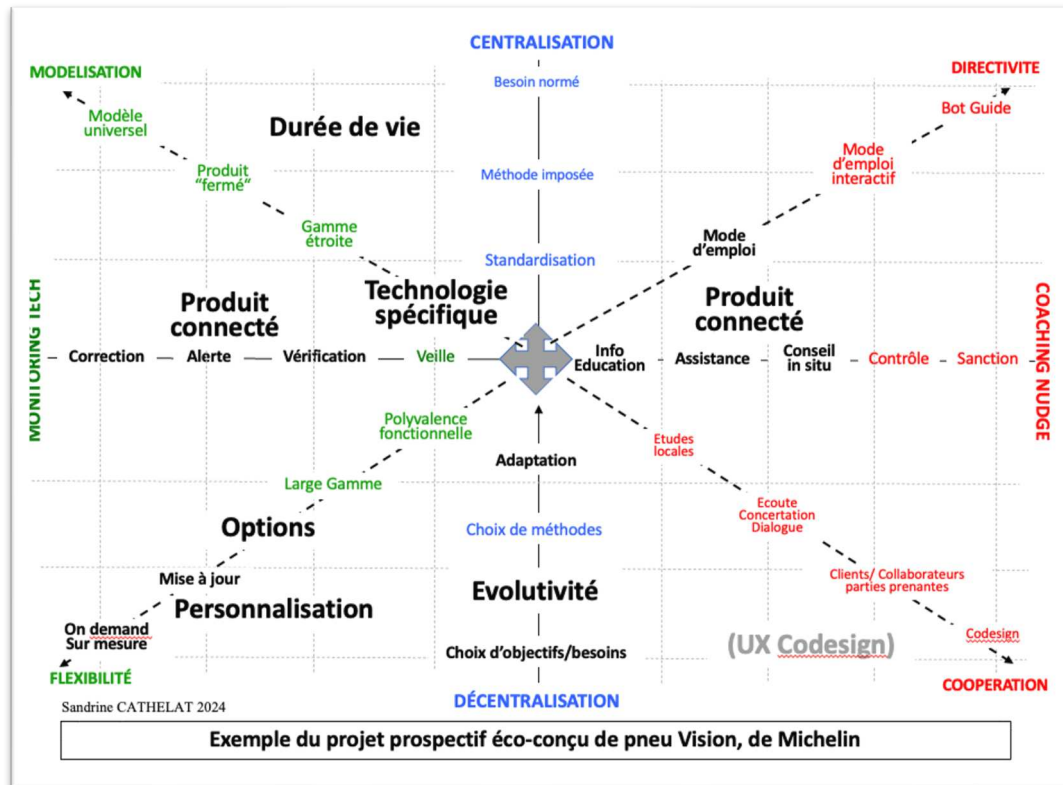 CENTRALISATION
MODELISATION
DIRECTIVITE
Besoin normé
Bot Guide
Modèle
universel
Durée de vie
Mode
d'emploi
interactif
Produit
"fermé"
Méthode imposée
Gamme
étroite
Mode
d'emploi
Standardisation
MONITORING TECH
Produit
connecté
Technologie
spécifique
Produit
connecté
COACHING NUDGE
Correction
Alerte
Vérification
Veille
Info
Education
Assistance
Conseil
in situ
Contrôle
Sanction
Polyvalence
fonctionnelle
Etudes
locales
Adaptation
Large Gamme
Ecoute
Concertation
Dialogue
Options
Choix de méthodes
Mise à jour
Personnalisation
Evolutivité
Clients/ Collaborateurs
parties prenantes
On demand
Sur mesure
Choix d'objectifs/besoins
(UX Codesign)
Codesign
FLEXIBILITÉ
COOPERATION
DÉCENTRALISATION
Sandrine CATHELAT 2024
Exemple du projet prospectif éco-conçu de pneu Vision, de Michelin